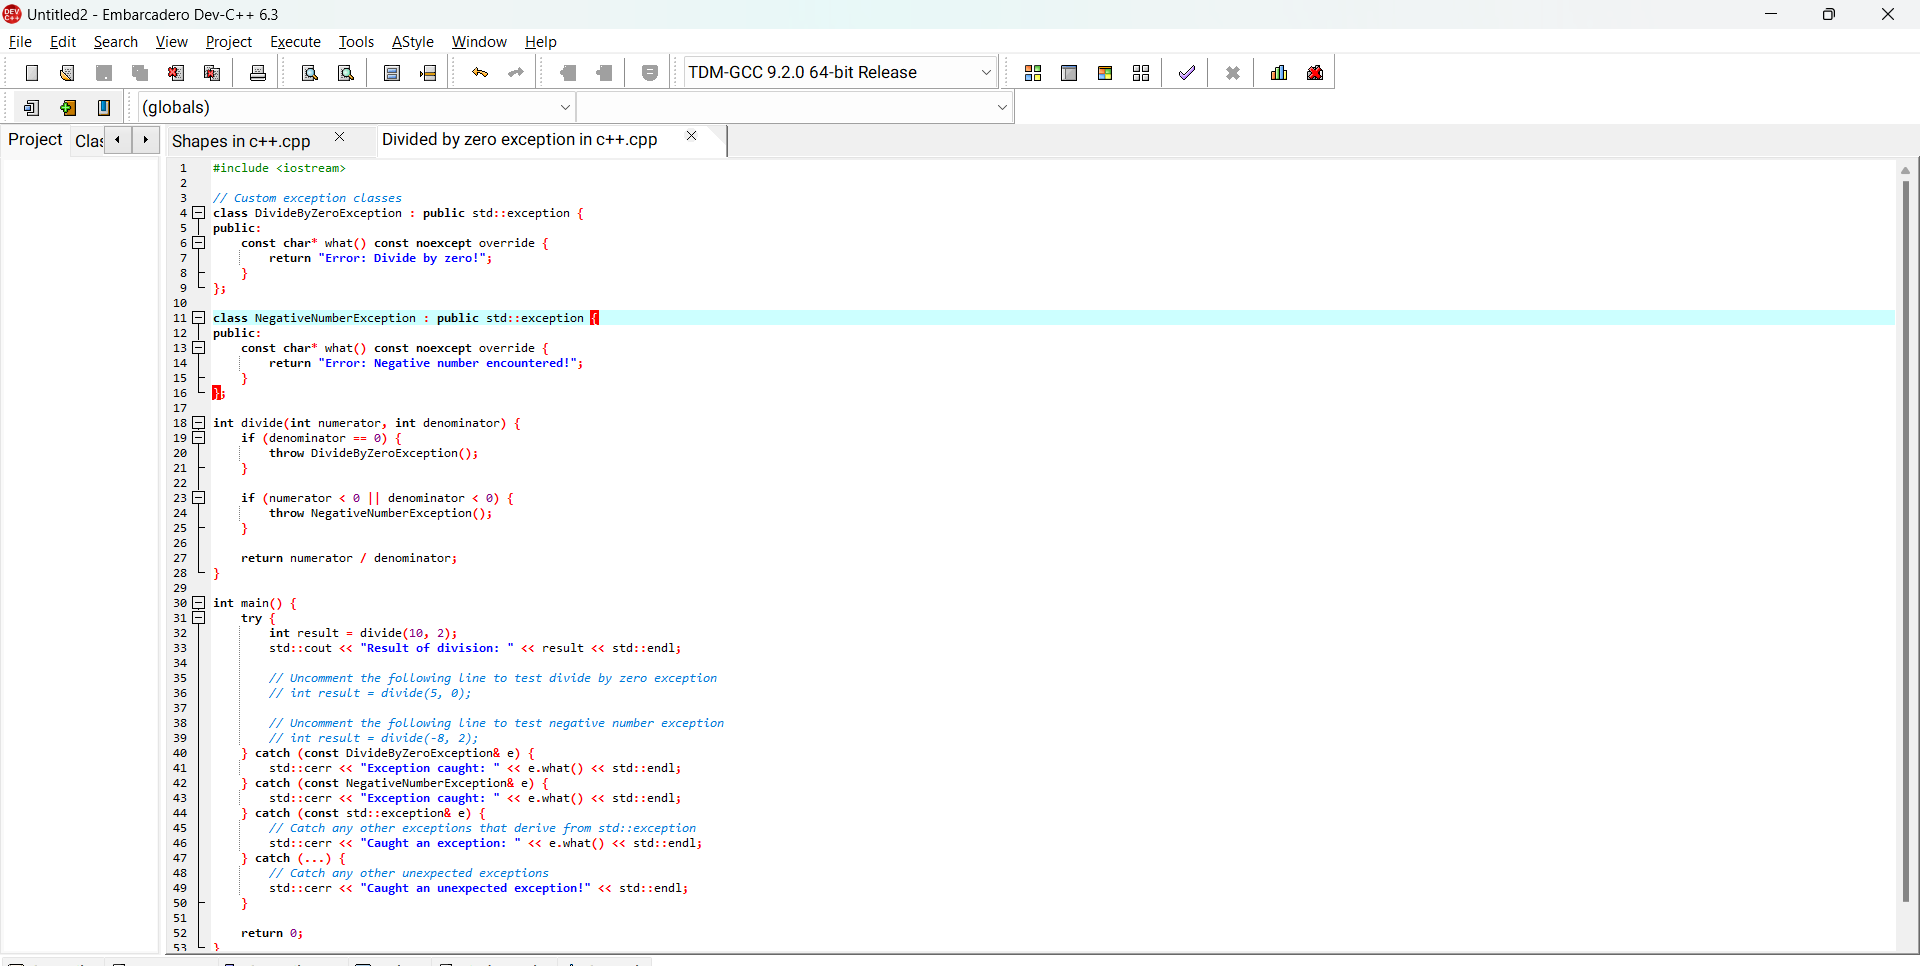 Untitled2 - Embarcadero Dev-C++ 6.3
File Edit Search View Project Execute Tools AStyle Window Help
TDM-GCC 9.2.0 64-bit Release
(globals)
Project Clas Shapes in c++.cpp Divided by zero exception in c++.cpp
1 #include <iostream>
2
3 // Custom exception classes
4 class DivideByZeroException : public std::exception {
5 public:
6     const char* what() const noexcept override {
7         return "Error: Divide by zero!";
8     }
9 };
10
11 class NegativeNumberException : public std::exception {
12 public:
13     const char* what() const noexcept override {
14         return "Error: Negative number encountered!";
15     }
16 };
17
18 int divide(int numerator, int denominator) {
19     if (denominator == 0) {
20         throw DivideByZeroException();
21     }
22
23     if (numerator < 0 || denominator < 0) {
24         throw NegativeNumberException();
25     }
26
27     return numerator / denominator;
28 }
29
30 int main() {
31     try {
32         int result = divide(10, 2);
33         std::cout << "Result of division: " << result << std::endl;
34
35         // Uncomment the following line to test divide by zero exception
36         // int result = divide(5, 0);
37
38         // Uncomment the following line to test negative number exception
39         // int result = divide(-8, 2);
40     } catch (const DivideByZeroException& e) {
41         std::cerr << "Exception caught: " << e.what() << std::endl;
42     } catch (const NegativeNumberException& e) {
43         std::cerr << "Exception caught: " << e.what() << std::endl;
44     } catch (const std::exception& e) {
45         // Catch any other exceptions that derive from std::exception
46         std::cerr << "Caught an exception: " << e.what() << std::endl;
47     } catch (...) {
48         // Catch any other unexpected exceptions
49         std::cerr << "Caught an unexpected exception!" << std::endl;
50     }
51
52     return 0;
53 }